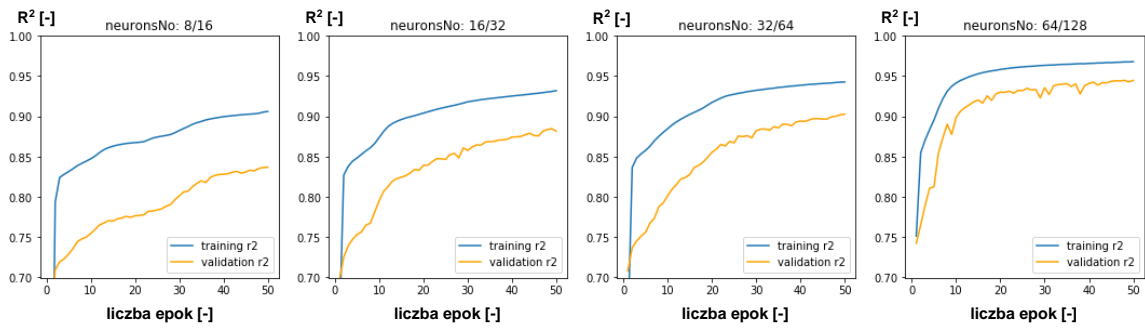 R² [-]
neuronsNo: 8/16
1.00
0.95
0.90
0.85
0.80
0.75
0.70
0 10 20 30 40 50
training r2
validation r2
liczba epok [-]
R² [-]
neuronsNo: 16/32
1.00
0.95
0.90
0.85
0.80
0.75
0.70
0 10 20 30 40 50
training r2
validation r2
liczba epok [-]
R² [-]
neuronsNo: 32/64
1.00
0.95
0.90
0.85
0.80
0.75
0.70
0 10 20 30 40 50
training r2
validation r2
liczba epok [-]
R² [-]
neuronsNo: 64/128
1.00
0.95
0.90
0.85
0.80
0.75
0.70
0 10 20 30 40 50
training r2
validation r2
liczba epok [-]